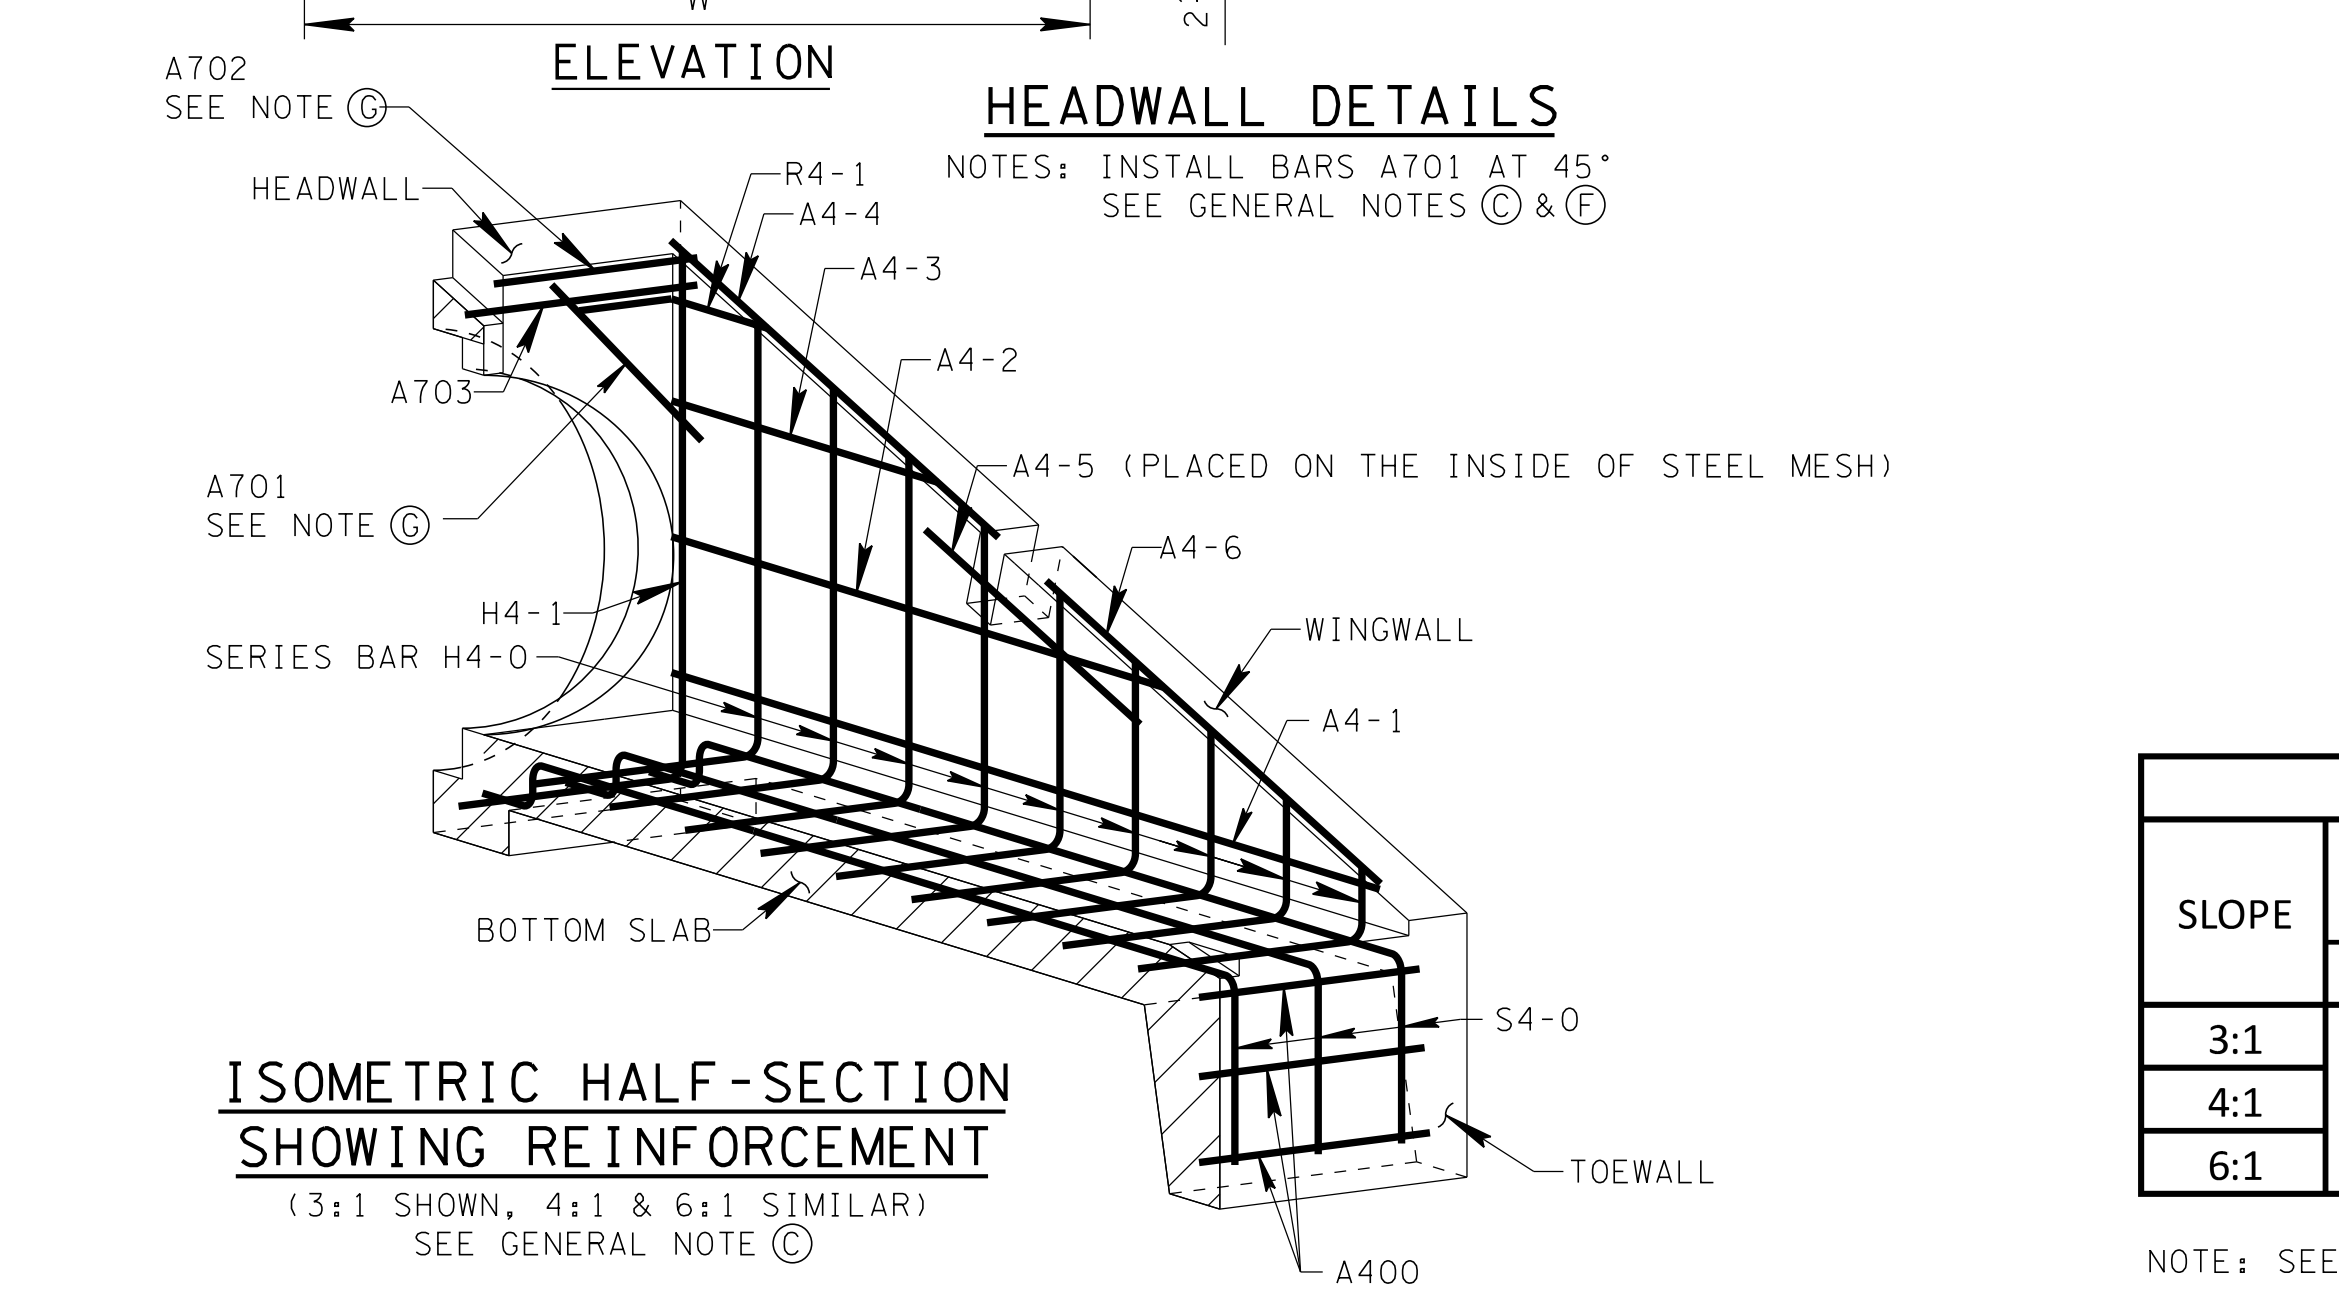 W
2
ELEVATION
A702
SEE NOTE G
HEADWALL DETAILS
NOTES: INSTALL BARS A701 AT 45°
SEE GENERAL NOTES C & F
HEADWALL
R4-1
A4-4
A4-3
A4-2
A703
A4-5 (PLACED ON THE INSIDE OF STEEL MESH)
A701
SEE NOTE G
A4-6
H4-1
WINGWALL
SERIES BAR H4-0
A4-1
BOTTOM SLAB
SLOPE
S4-0
3:1
4:1
6:1
ISOMETRIC HALF-SECTION
SHOWING REINFORCEMENT
(3:1 SHOWN, 4:1 & 6:1 SIMILAR)
SEE GENERAL NOTE C
TOEWALL
A400
NOTE: SEE